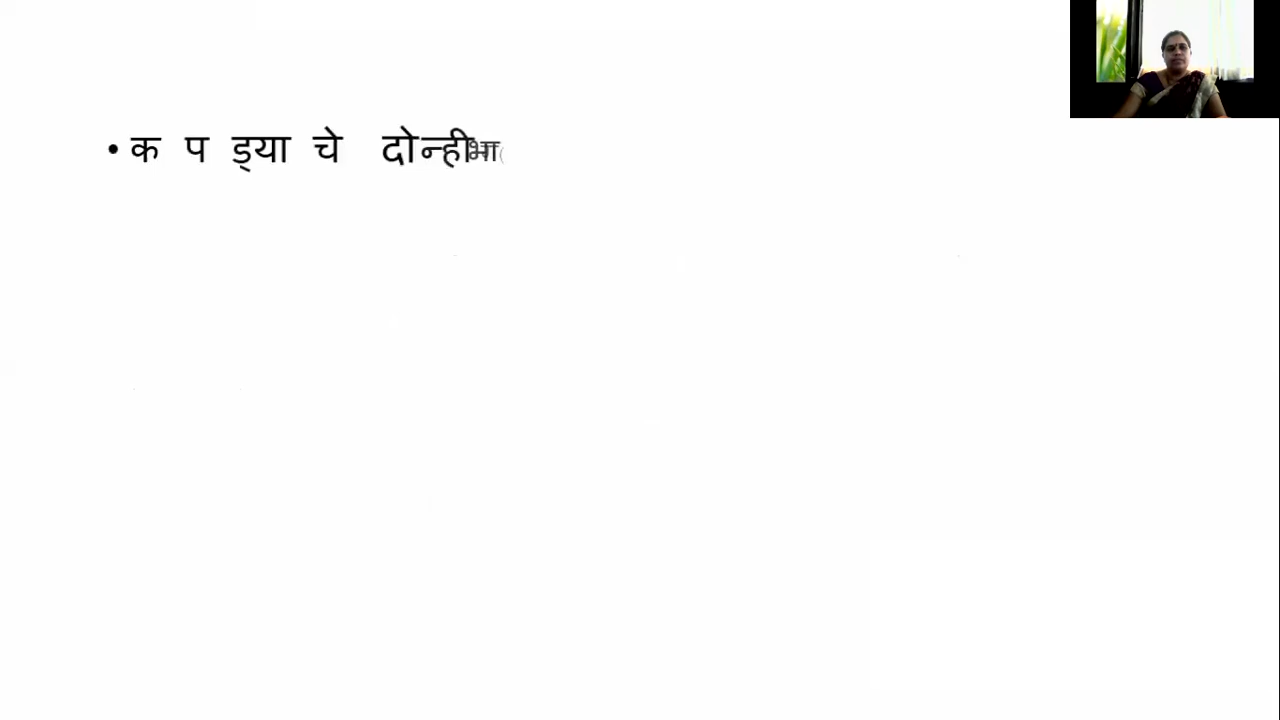 • क प ड्या चे दोन्ही